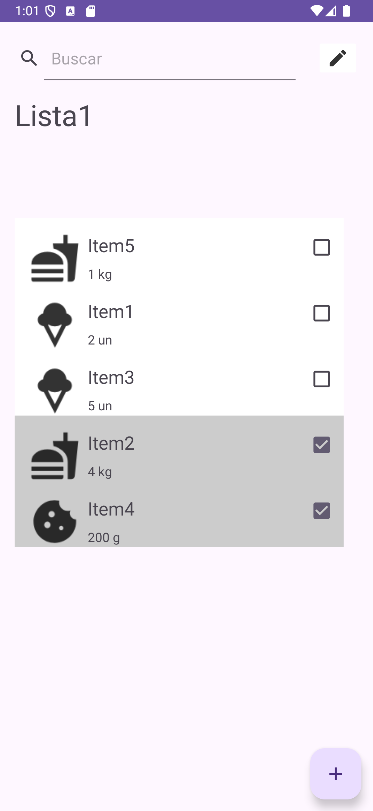 1:01
Buscar
Lista1
Item5
1 kg
Item1
2 un
Item3
5 un
Item2
4 kg
Item4
200 g